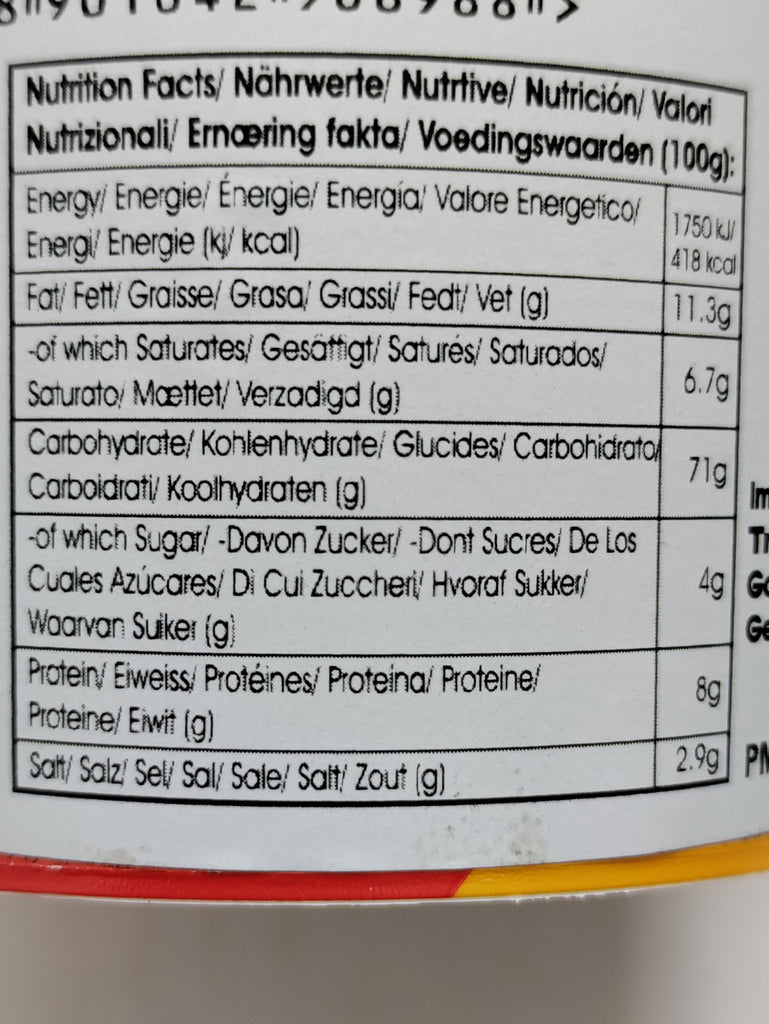 Nutrition Facts/ Nährwerte/ Nutrtive/ Nutrición/ Valori
Nutrizionali/ Ernæring fakta/ Voedingswaarden (100g):
Energy/ Energie/ Énergie/ Energía/ Valore Energetico/
Energi/ Energie (kj/ kcal)
1750 kJ/
418 kcal
Fat/ Fett/ Graisse/ Grasa/ Grassi/ Fedt/ Vet (g)
11.3g
-of which Saturates/ Gesättigt/ Saturés/ Saturados/
Saturato/ Mættet/ Verzadigd (g)
6.7g
Carbohydrate/ Kohlenhydrate/ Glucides/ Carbohidrato/
Carboidrati/ Koolhydraten (g)
71g
-of which Sugar/ -Davon Zucker/ -Dont Sucres/ De Los
Cuales Azúcares/ Di Cui Zuccheri/ Hvoraf Sukker/
Waarvan Suiker (g)
4g
Protein/ Eiweiss/ Protéines/ Proteína/ Proteine/
Proteine/ Eiwit (g)
8g
Salt/ Salz/ Sel/ Sal/ Sale/ Salt/ Zout (g)
2.9g